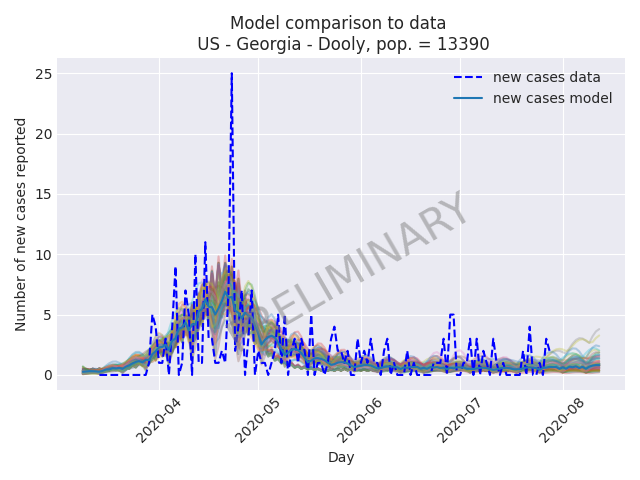 Model comparison to data
US - Georgia - Dooly, pop. = 13390
Number of new cases reported
25
20
15
10
5
0
new cases data
new cases model
PRELIMINARY
2020-04
2020-05
2020-06
2020-07
2020-08
Day